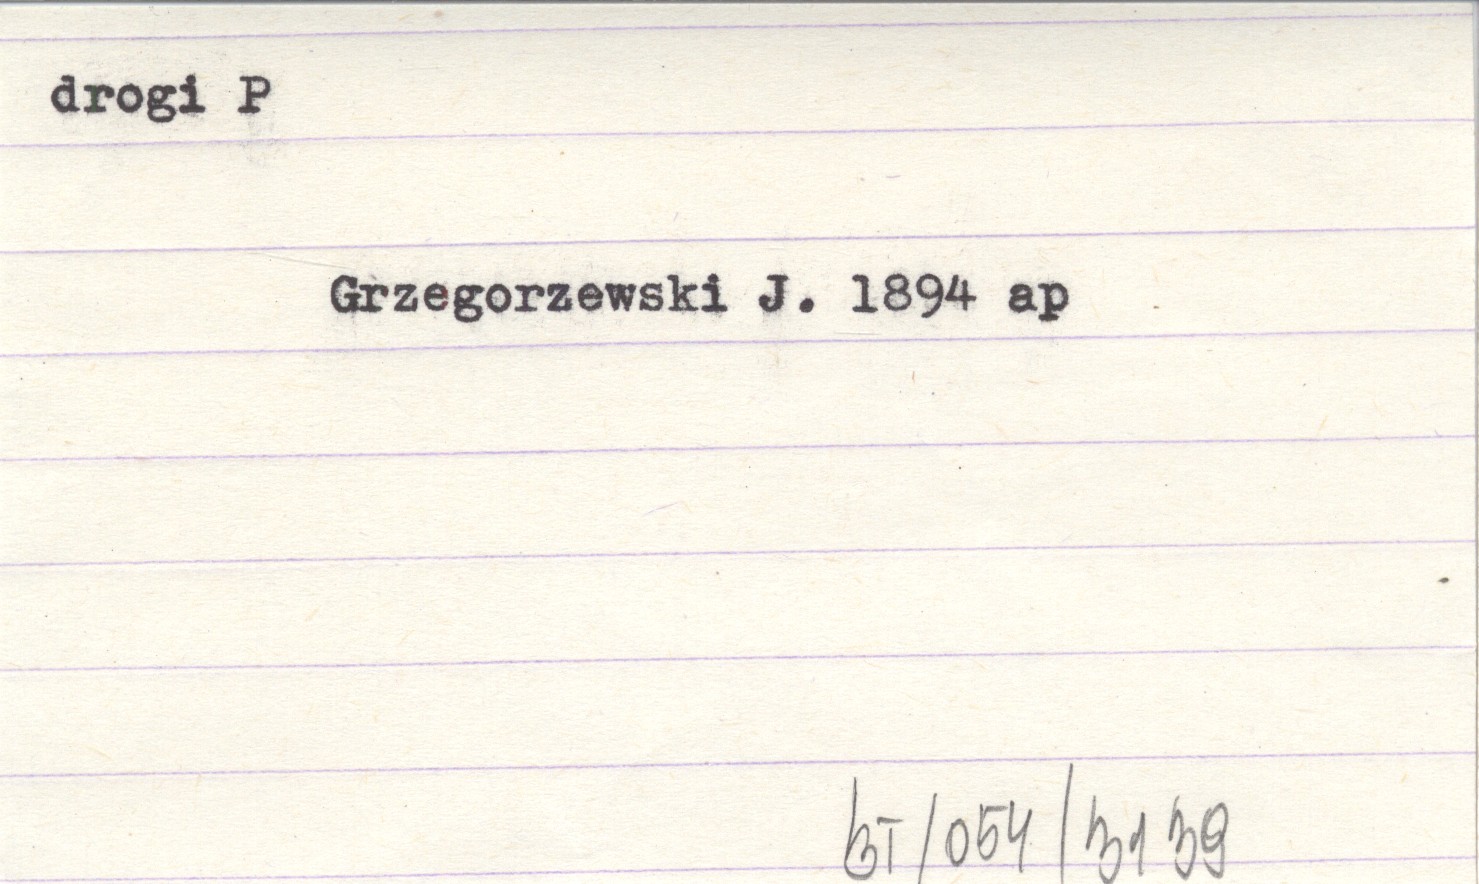 drogi P
Grzegorzewski J. 1894 ap
BT/054/3139